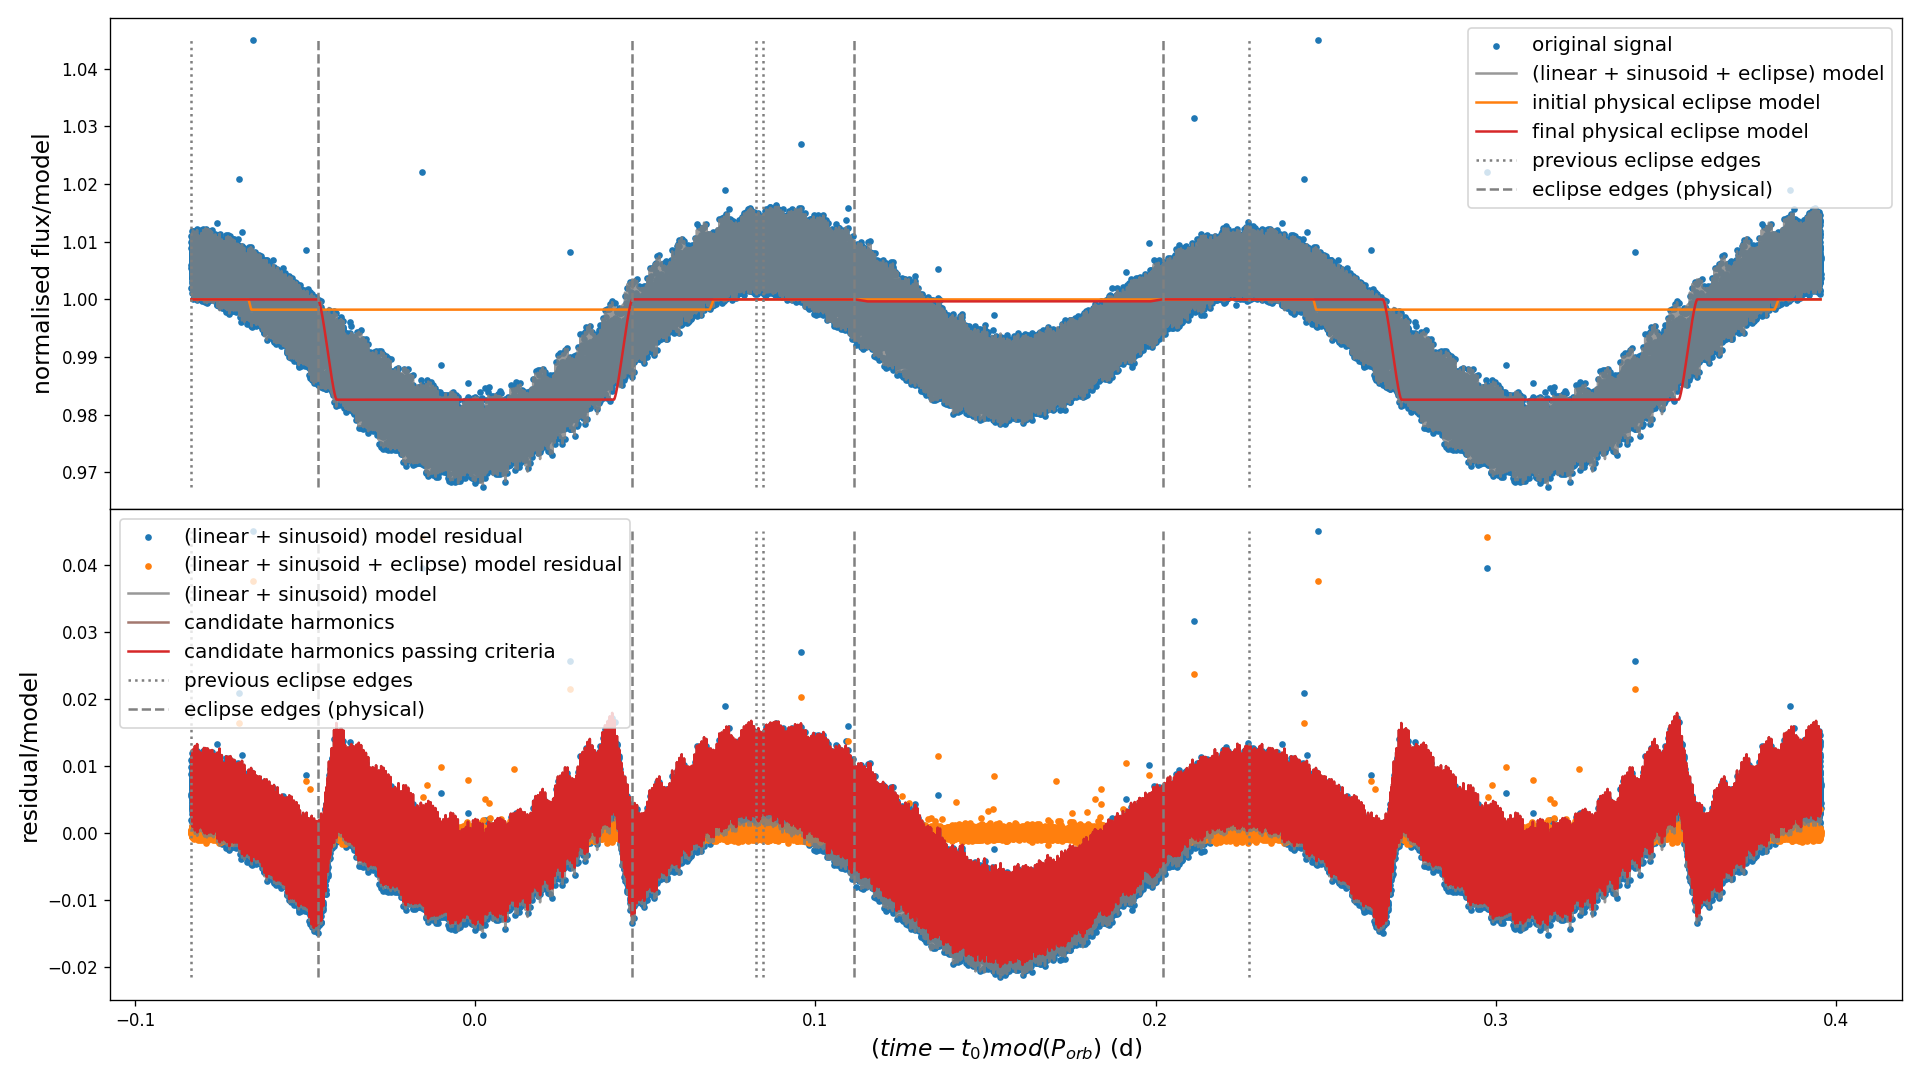 original signal
(linear + sinusoid + eclipse) model
initial physical eclipse model
final physical eclipse model
previous eclipse edges
eclipse edges (physical)
normalised flux/model
1.04
1.03
1.02
1.01
1.00
0.99
0.98
0.97
(linear + sinusoid) model residual
(linear + sinusoid + eclipse) model residual
(linear + sinusoid) model
candidate harmonics
candidate harmonics passing criteria
previous eclipse edges
eclipse edges (physical)
residual/model
0.04
0.03
0.02
0.01
0.00
−0.01
−0.02
−0.1 0.0 0.1 0.2 0.3 0.4
(time − t₀)mod(P_orb) (d)